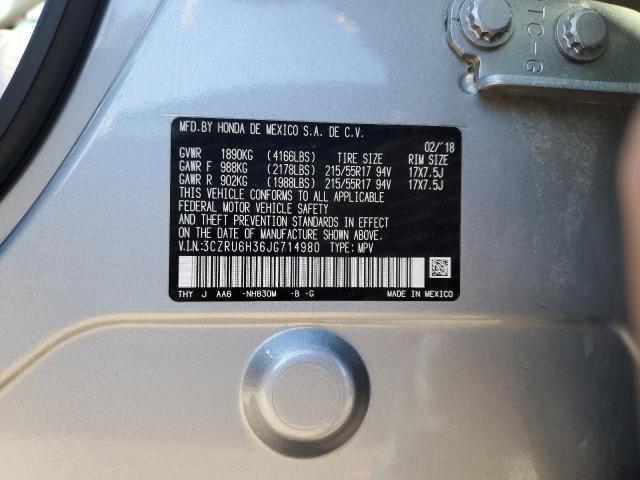 TC-G
MFD.BY HONDA DE MEXICO S.A. DE C.V.
02/'18
GVWR 1890KG (4166LBS) TIRE SIZE RIM SIZE
GAWR F 988KG (2178LBS) 215/55R17 94V 17X7.5J
GAWR R 902KG (1988LBS) 215/55R17 94V 17X7.5J
THIS VEHICLE CONFORMS TO ALL APPLICABLE
FEDERAL MOTOR VEHICLE SAFETY
AND THEFT PREVENTION STANDARDS IN EFFECT
ON THE DATE OF MANUFACTURE SHOWN ABOVE.
V.I.N:3CZRU6H36JG714980 TYPE: MPV
THY J AA6 -NH830M -B -G MADE IN MEXICO